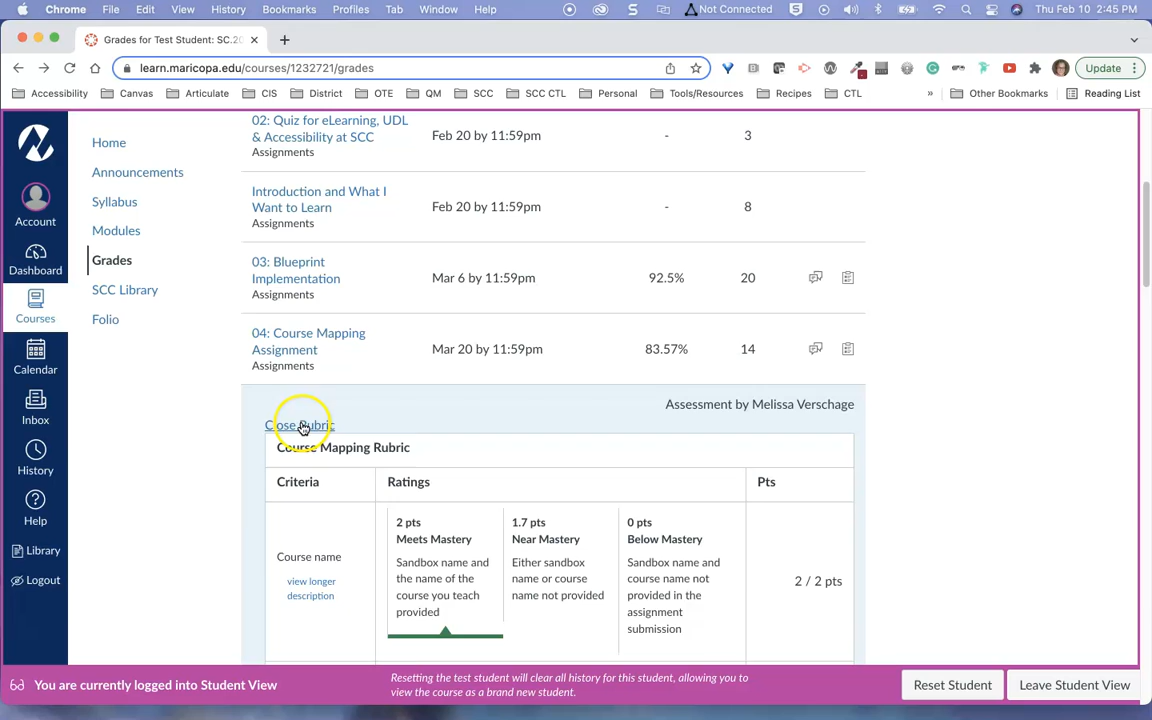 Chrome File Edit View History Bookmarks Profiles Tab Window Help Not Connected Thu Feb 10 2:45 PM
Grades for Test Student: SC.20
learn.maricopa.edu/courses/1232721/grades Update
Accessibility Canvas Articulate CIS District OTE QM SCC SCC CTL Personal Tools/Resources Recipes CTL » Other Bookmarks Reading List
Account
Dashboard
Courses
Calendar
Inbox
History
Help
Library
Logout
Home
Announcements
Syllabus
Modules
Grades
SCC Library
Folio
02: Quiz for eLearning, UDL
& Accessibility at SCC
Assignments
Feb 20 by 11:59pm - 3
Introduction and What I
Want to Learn
Assignments
Feb 20 by 11:59pm - 8
03: Blueprint
Implementation
Assignments
Mar 6 by 11:59pm 92.5% 20
04: Course Mapping
Assignment
Assignments
Mar 20 by 11:59pm 83.57% 14
Assessment by Melissa Verschage
Close Rubric
Course Mapping Rubric
Criteria Ratings Pts
Course name
view longer
description
2 pts
Meets Mastery
Sandbox name and
the name of the
course you teach
provided
1.7 pts
Near Mastery
Either sandbox
name or course
name not provided
0 pts
Below Mastery
Sandbox name and
course name not
provided in the
assignment
submission
2 / 2 pts
You are currently logged into Student View
Resetting the test student will clear all history for this student, allowing you to
view the course as a brand new student.
Reset Student
Leave Student View